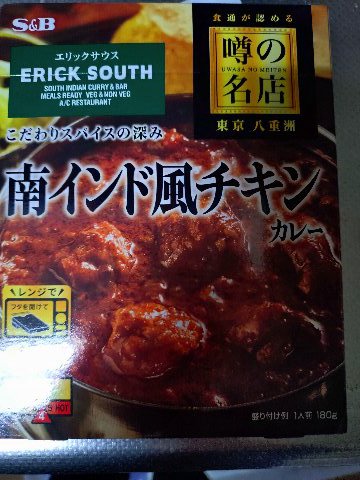 S&B
食通が認める
噂の
UWASA NO MEITEN
名店
東京 八重洲
エリックサウス
ERICK SOUTH
SOUTH INDIAN CURRY & BAR
MEALS READY VEG & NON VEG
A/C RESTAURANT
こだわりスパイスの深み
南インド風チキン
カレー
レンジで
フタを開けて
HOT
4
盛り付け例 1人前 180g